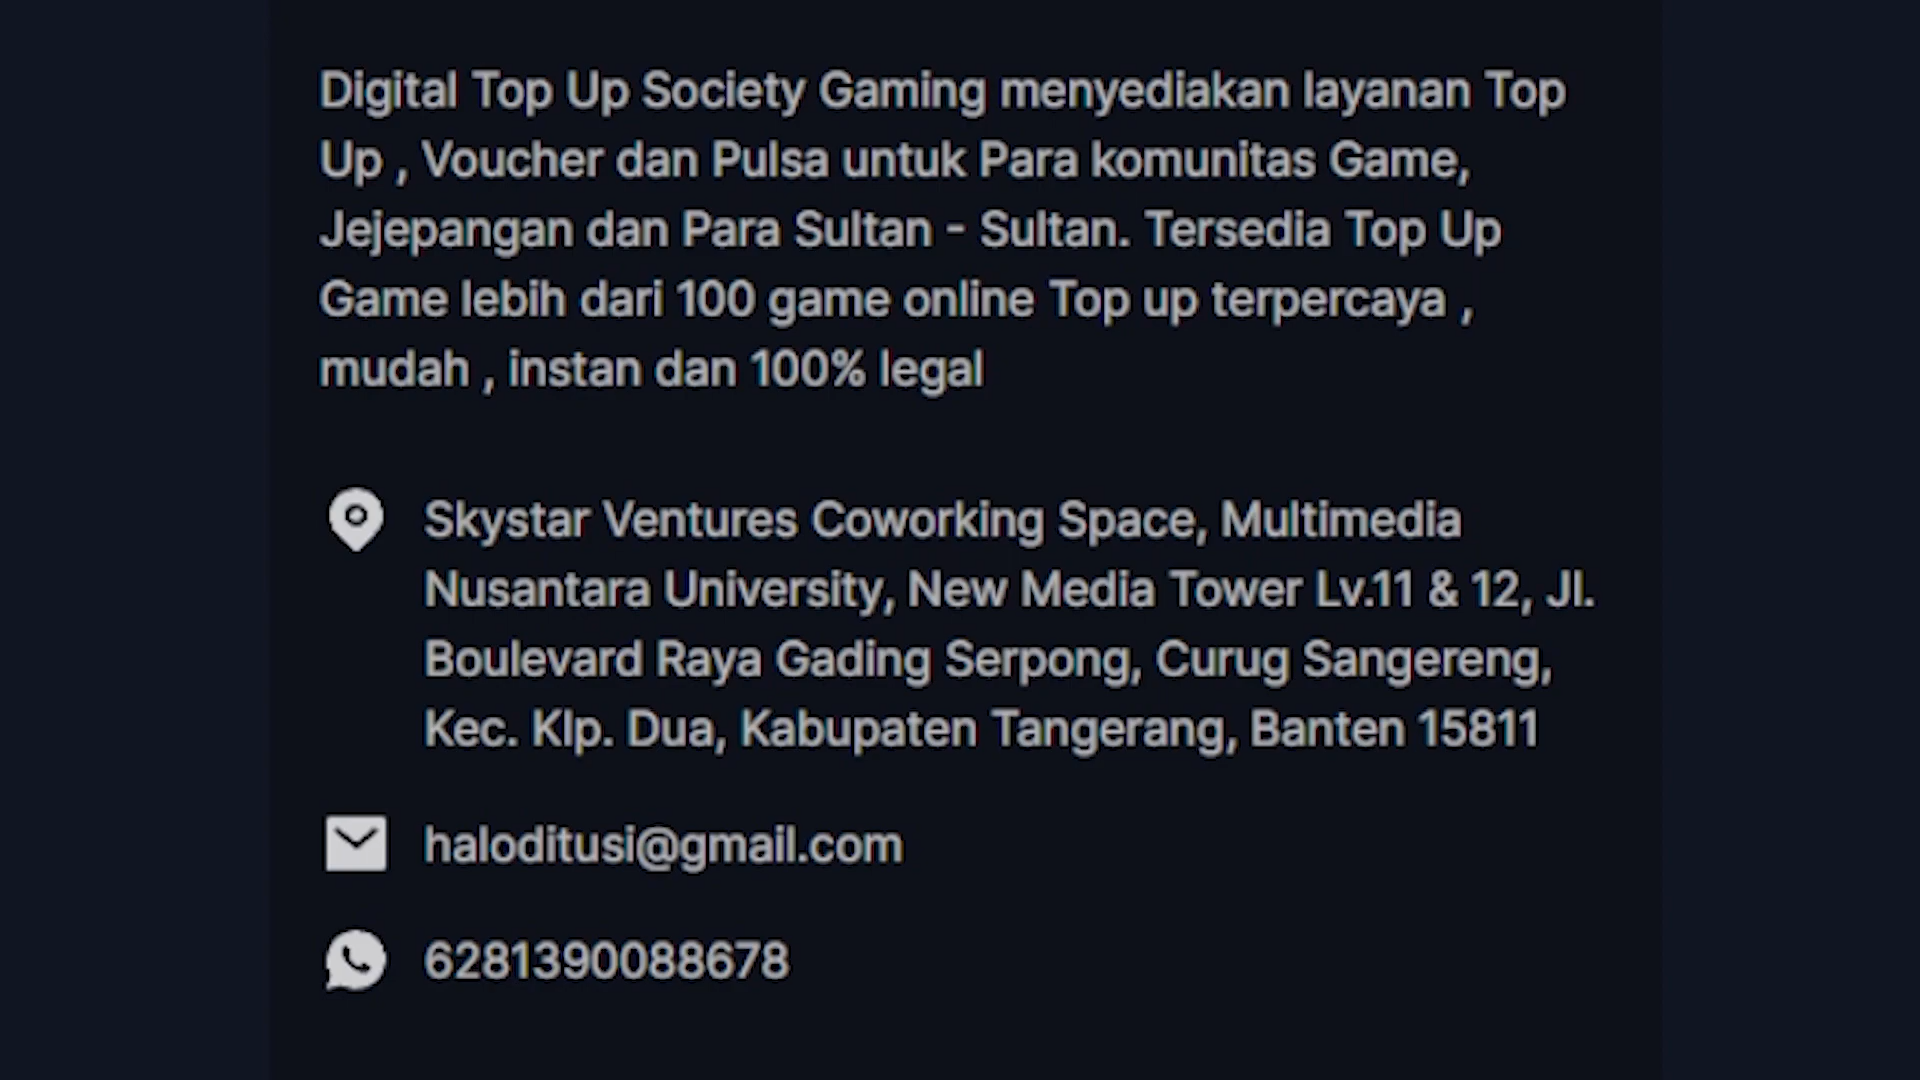 Digital Top Up Society Gaming menyediakan layanan Top
Up , Voucher dan Pulsa untuk Para komunitas Game,
Jejepangan dan Para Sultan - Sultan. Tersedia Top Up
Game lebih dari 100 game online Top up terpercaya ,
mudah , instan dan 100% legal
Skystar Ventures Coworking Space, Multimedia
Nusantara University, New Media Tower Lv.11 & 12, Jl.
Boulevard Raya Gading Serpong, Curug Sangereng,
Kec. Klp. Dua, Kabupaten Tangerang, Banten 15811
haloditusi@gmail.com
6281390088678